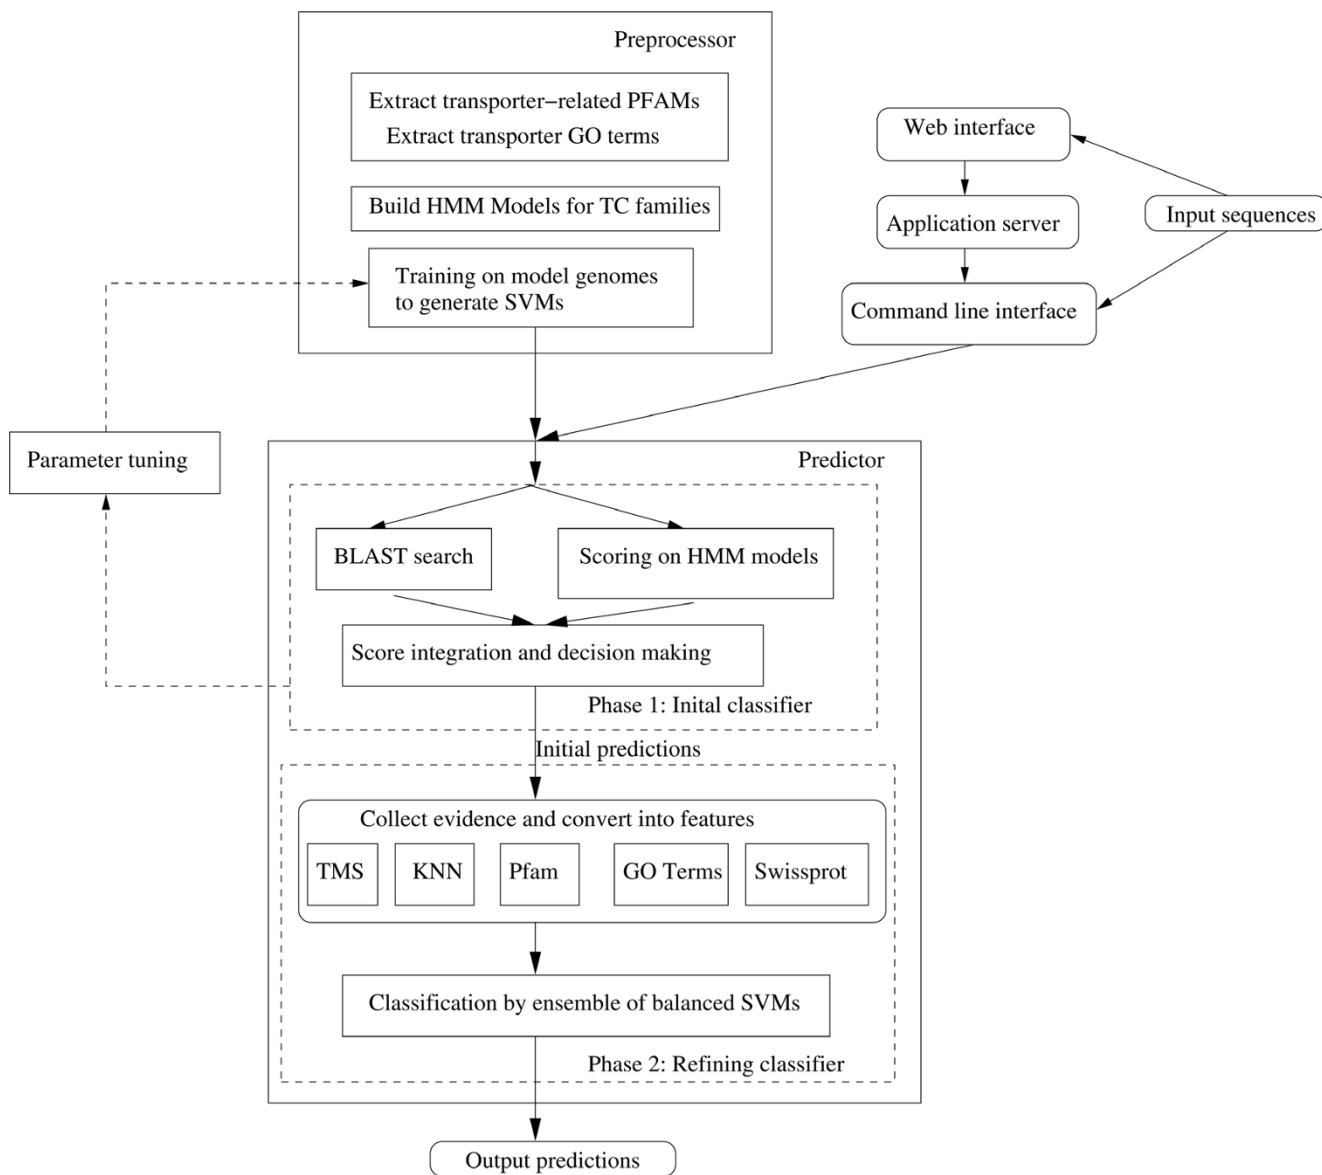 Preprocessor
Extract transporter−related PFAMs
Extract transporter GO terms
Build HMM Models for TC families
Training on model genomes
to generate SVMs
Web interface
Application server
Input sequences
Command line interface
Parameter tuning
Predictor
BLAST search
Scoring on HMM models
Score integration and decision making
Phase 1: Inital classifier
Initial predictions
Collect evidence and convert into features
TMS
KNN
Pfam
GO Terms
Swissprot
Classification by ensemble of balanced SVMs
Phase 2: Refining classifier
Output predictions